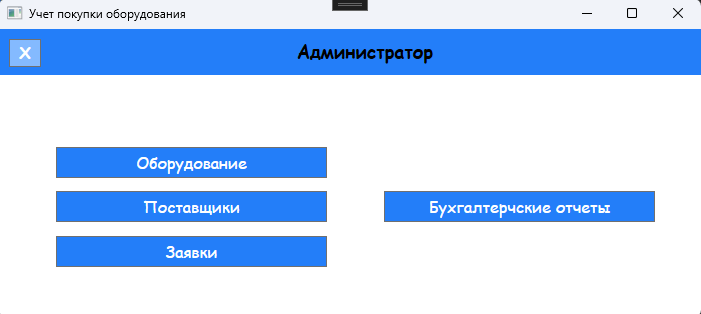 Учет покупки оборудования
X
Администратор
Оборудование
Поставщики
Бухгалтерчские отчеты
Заявки